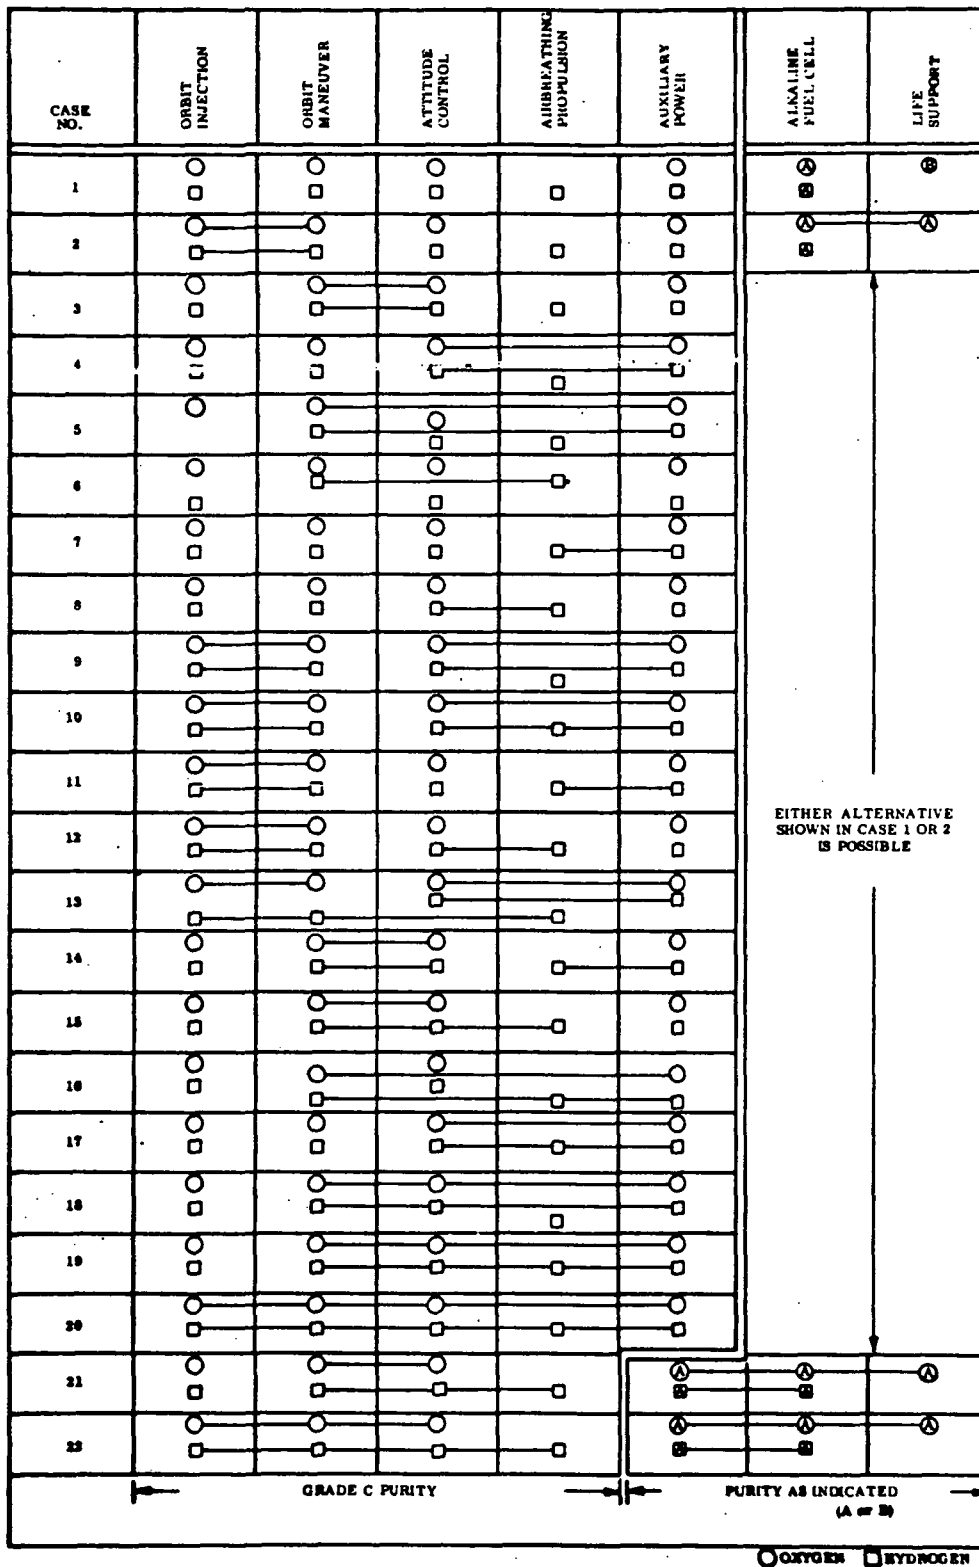 CASE NO.
ORBIT INJECTION
ORBIT MANEUVER
ATTITUDE CONTROL
AIRBREATHING PROPULSION
AUXILIARY POWER
ALKALINE FUEL CELL
LIFE SUPPORT
1
A
B
2
A
A
3
4
5
6
7
8
9
10
11
12
13
14
15
16
17
18
19
20
EITHER ALTERNATIVE
SHOWN IN CASE 1 OR 2
IS POSSIBLE
21
A
A
A
22
A
A
A
GRADE C PURITY
PURITY AS INDICATED
(A or B)
OXYGEN HYDROGEN